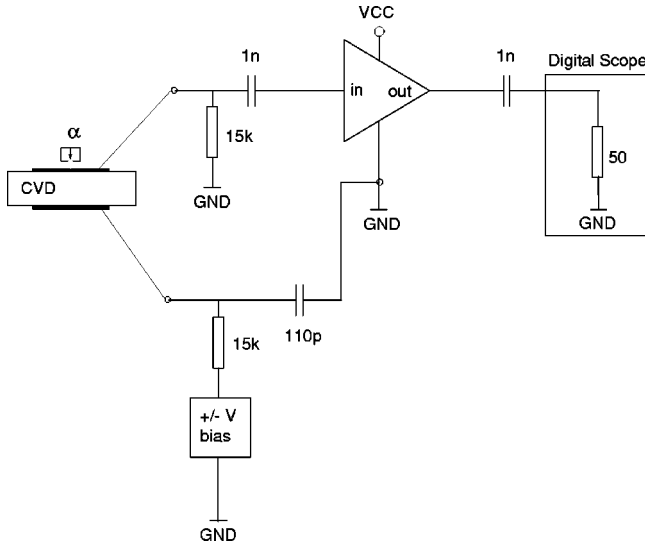 VCC
1n
1n
Digital Scope
in
out
α
15k
50
CVD
GND
GND
GND
15k
110p
+/- V
bias
GND